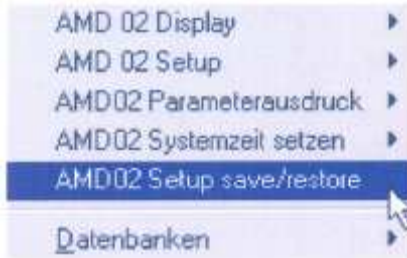 AMD 02 Display
AMD 02 Setup
AMD02 Parameterausdruck
AMD02 Systemzeit setzen
AMD02 Setup save/restore
Datenbanken